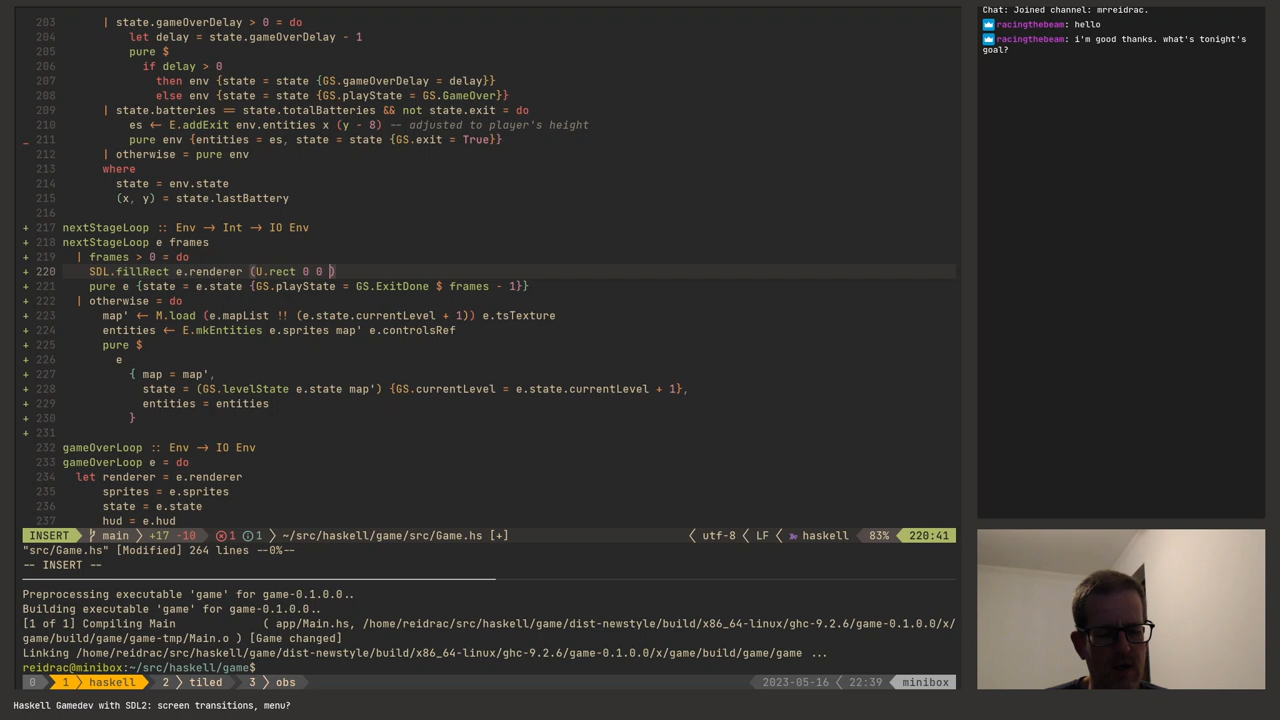 203         | state.gameOverDelay > 0 = do
204             let delay = state.gameOverDelay - 1
205             pure $
206               if delay > 0
207                 then env {state = state {GS.gameOverDelay = delay}}
208                 else env {state = state {GS.playState = GS.GameOver}}
209         | state.batteries == state.totalBatteries && not state.exit = do
210             es <- E.addExit env.entities x (y - 8) -- adjusted to player's height
_ 211             pure env {entities = es, state = state {GS.exit = True}}
212         | otherwise = pure env
213         where
214           state = env.state
215           (x, y) = state.lastBattery
216
+ 217 nextStageLoop :: Env -> Int -> IO Env
+ 218 nextStageLoop e frames
+ 219   | frames > 0 = do
+ 220       SDL.fillRect e.renderer (U.rect 0 0 )
+ 221       pure e {state = e.state {GS.playState = GS.ExitDone $ frames - 1}}
+ 222   | otherwise = do
+ 223       map' <- M.load (e.mapList !! (e.state.currentLevel + 1)) e.tsTexture
+ 224       entities <- E.mkEntities e.sprites map' e.controlsRef
+ 225       pure $
+ 226         e
+ 227           { map = map',
+ 228             state = (GS.levelState e.state map') {GS.currentLevel = e.state.currentLevel + 1},
+ 229             entities = entities
+ 230           }
+ 231
232 gameOverLoop :: Env -> IO Env
233 gameOverLoop e = do
234   let renderer = e.renderer
235       sprites = e.sprites
236       state = e.state
237       hud = e.hud
INSERT main +17 -10 1 1 ~/src/haskell/game/src/Game.hs [+] utf-8 LF haskell 83% 220:41
"src/Game.hs" [Modified] 264 lines --0%--
-- INSERT --
Preprocessing executable 'game' for game-0.1.0.0..
Building executable 'game' for game-0.1.0.0..
[1 of 1] Compiling Main             ( app/Main.hs, /home/reidrac/src/haskell/game/dist-newstyle/build/x86_64-linux/ghc-9.2.6/game-0.1.0.0/x/
game/build/game/game-tmp/Main.o ) [Game changed]
Linking /home/reidrac/src/haskell/game/dist-newstyle/build/x86_64-linux/ghc-9.2.6/game-0.1.0.0/x/game/build/game/game ...
reidrac@minibox:~/src/haskell/game$
0 1 haskell 2 tiled 3 obs 2023-05-16 22:39 minibox
Haskell Gamedev with SDL2: screen transitions, menu?
Chat: Joined channel: mrreidrac.
racingthebeam: hello
racingthebeam: i'm good thanks. what's tonight's
goal?